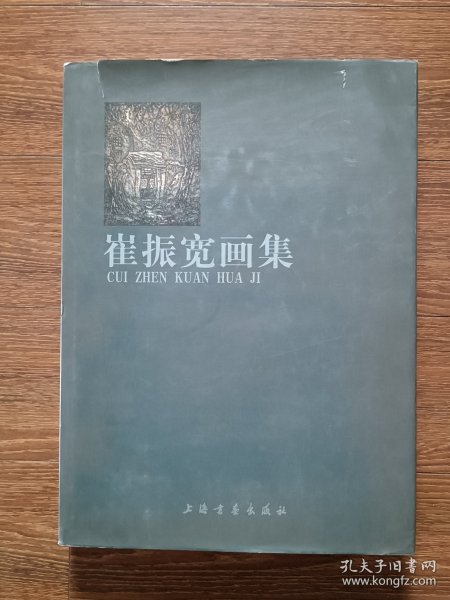 崔振宽画集
CUI ZHEN KUAN HUA JI
上海书画出版社
孔夫子旧书网
www.kongfz.com